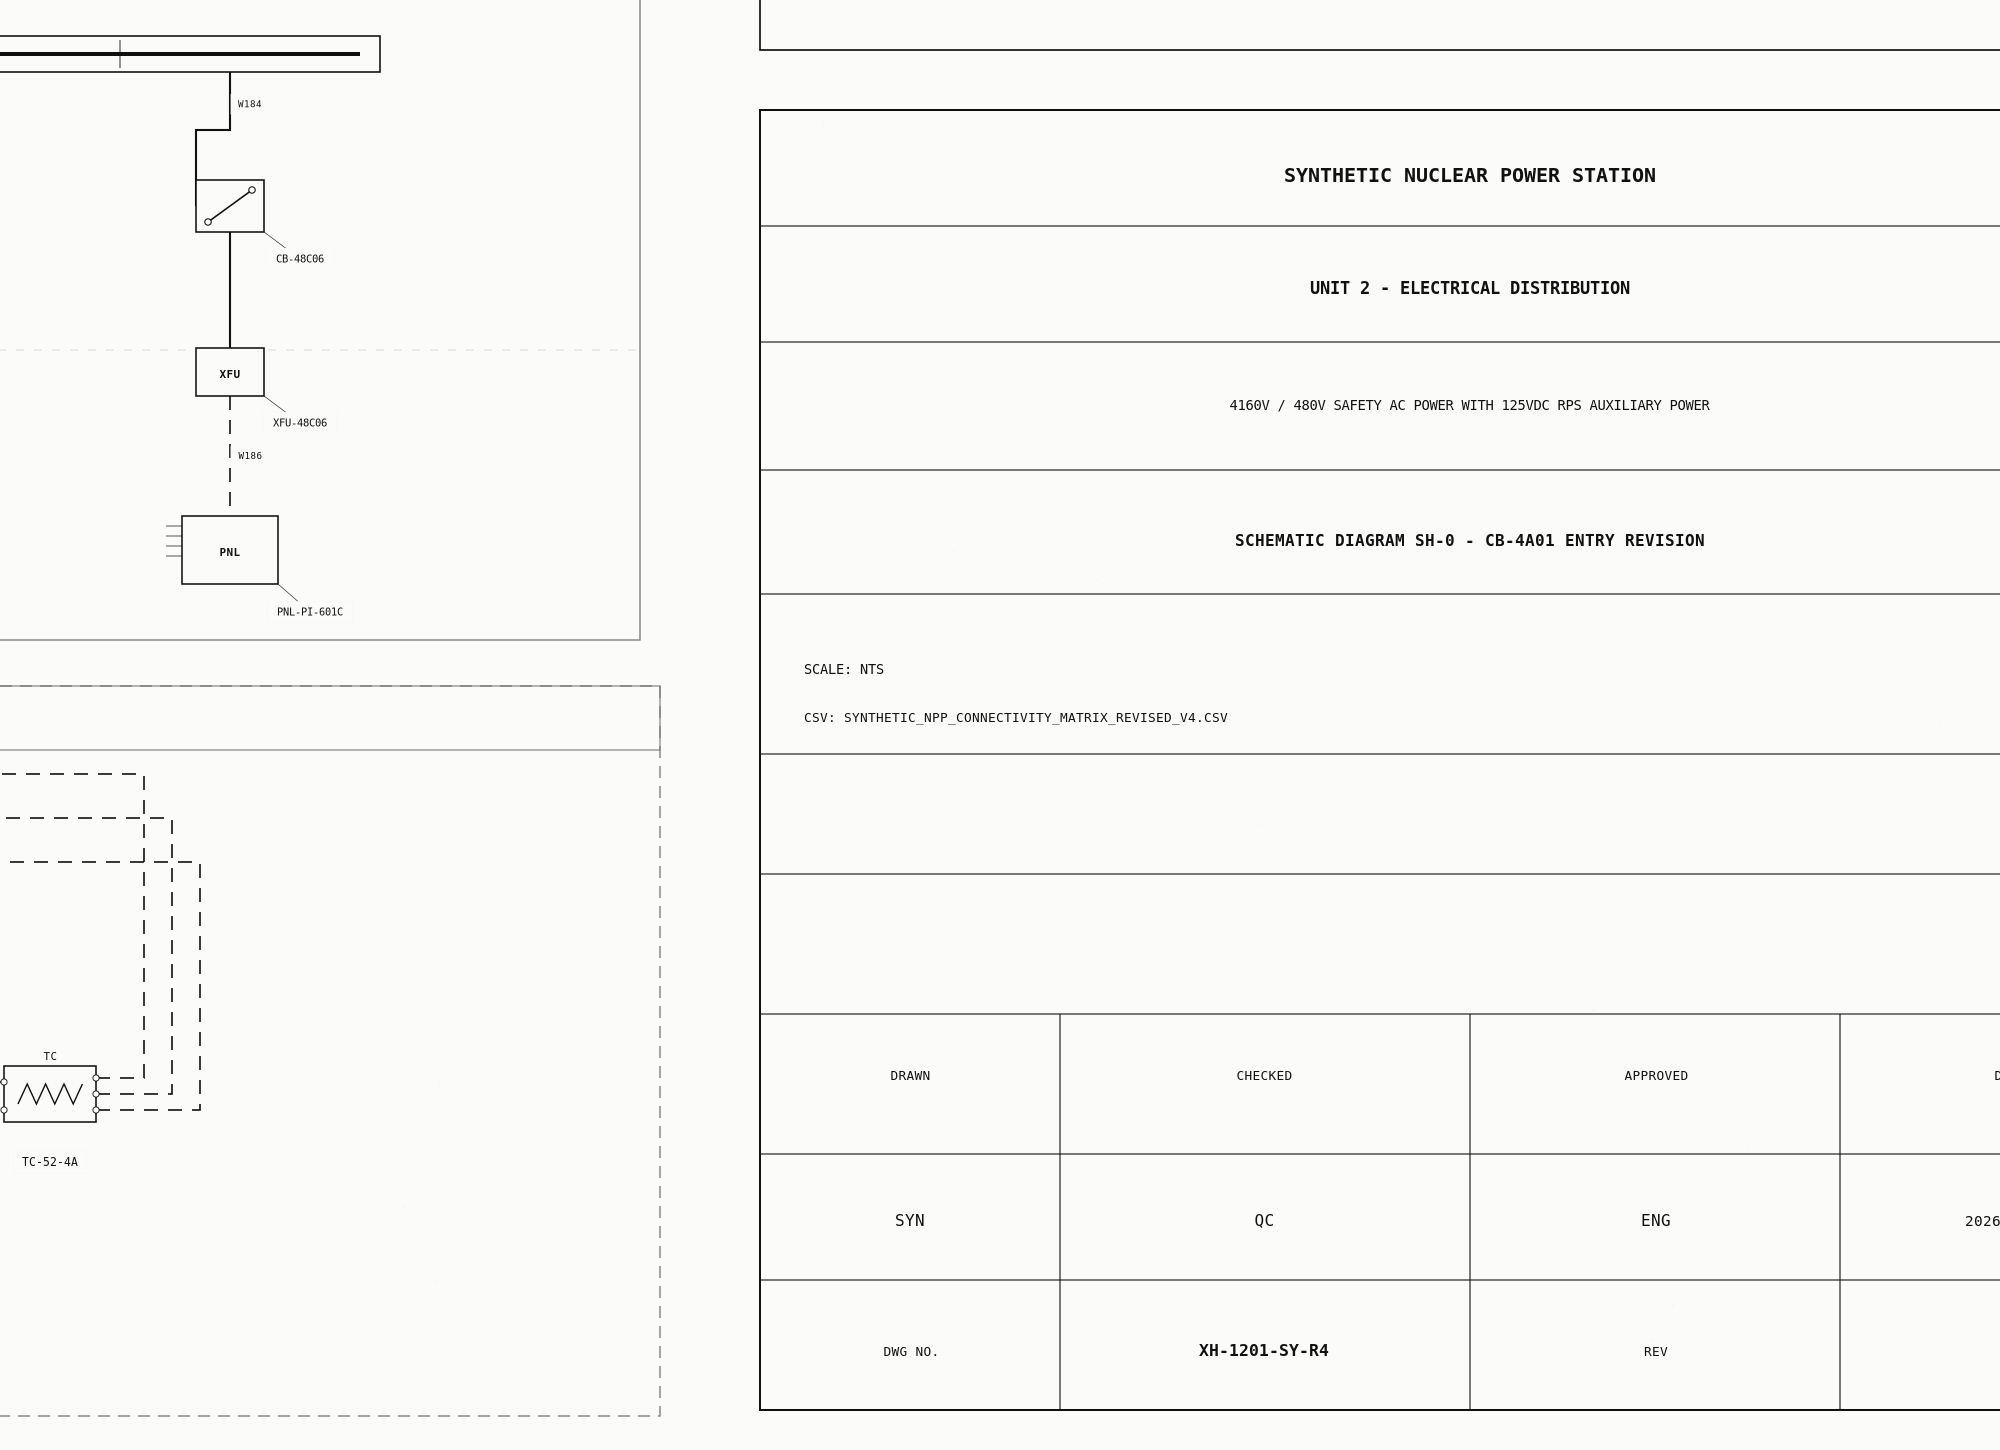 W184
CB-48C06
XFU
XFU-48C06
W186
PNL
PNL-PI-601C
TC
TC-52-4A
SYNTHETIC NUCLEAR POWER STATION
UNIT 2 - ELECTRICAL DISTRIBUTION
4160V / 480V SAFETY AC POWER WITH 125VDC RPS AUXILIARY POWER
SCHEMATIC DIAGRAM SH-0 - CB-4A01 ENTRY REVISION
SCALE: NTS
CSV: SYNTHETIC_NPP_CONNECTIVITY_MATRIX_REVISED_V4.CSV
DRAWN CHECKED APPROVED
SYN QC ENG 2026
DWG NO. XH-1201-SY-R4 REV